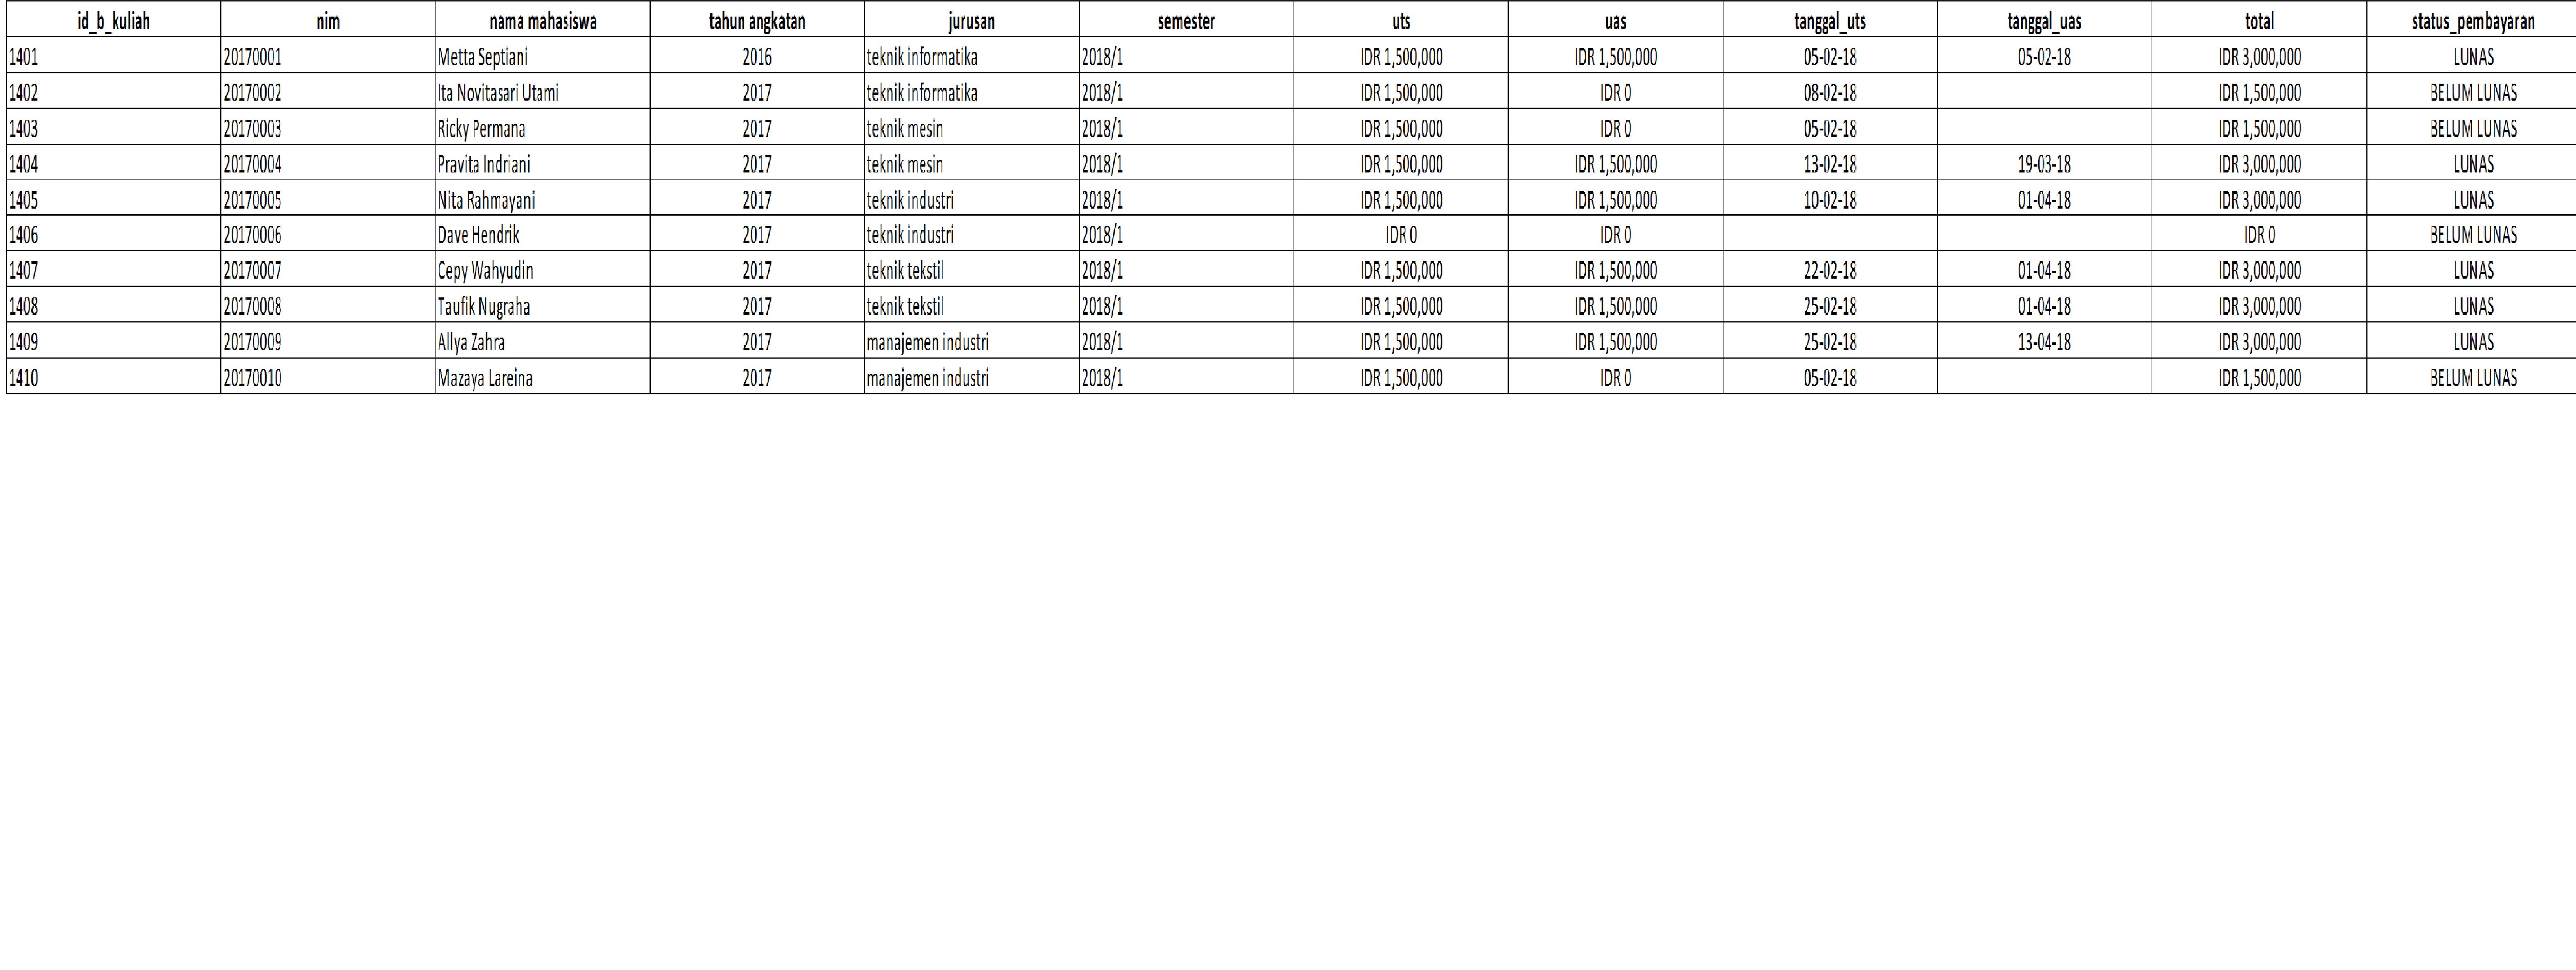 id_b_kuliah nim nama mahasiswa tahun angkatan jurusan semester uts uas tanggal_uts tanggal_uas total status_pembayaran
1401 20170001 Metta Septiani 2016 teknik informatika 2018/1 IDR 1,500,000 IDR 1,500,000 05-02-18 05-02-18 IDR 3,000,000 LUNAS
1402 20170002 Ita Novitasari Utami 2017 teknik informatika 2018/1 IDR 1,500,000 IDR 0 08-02-18 IDR 1,500,000 BELUM LUNAS
1403 20170003 Ricky Permana 2017 teknik mesin 2018/1 IDR 1,500,000 IDR 0 05-02-18 IDR 1,500,000 BELUM LUNAS
1404 20170004 Pravita Indriani 2017 teknik mesin 2018/1 IDR 1,500,000 IDR 1,500,000 13-02-18 19-03-18 IDR 3,000,000 LUNAS
1405 20170005 Nita Rahmayani 2017 teknik industri 2018/1 IDR 1,500,000 IDR 1,500,000 10-02-18 01-04-18 IDR 3,000,000 LUNAS
1406 20170006 Dave Hendrik 2017 teknik industri 2018/1 IDR 0 IDR 0 IDR 0 BELUM LUNAS
1407 20170007 Cepy Wahyudin 2017 teknik tekstil 2018/1 IDR 1,500,000 IDR 1,500,000 22-02-18 01-04-18 IDR 3,000,000 LUNAS
1408 20170008 Taufik Nugraha 2017 teknik tekstil 2018/1 IDR 1,500,000 IDR 1,500,000 25-02-18 01-04-18 IDR 3,000,000 LUNAS
1409 20170009 Allya Zahra 2017 manajemen industri 2018/1 IDR 1,500,000 IDR 1,500,000 25-02-18 13-04-18 IDR 3,000,000 LUNAS
1410 20170010 Mazaya Lareina 2017 manajemen industri 2018/1 IDR 1,500,000 IDR 0 05-02-18 IDR 1,500,000 BELUM LUNAS